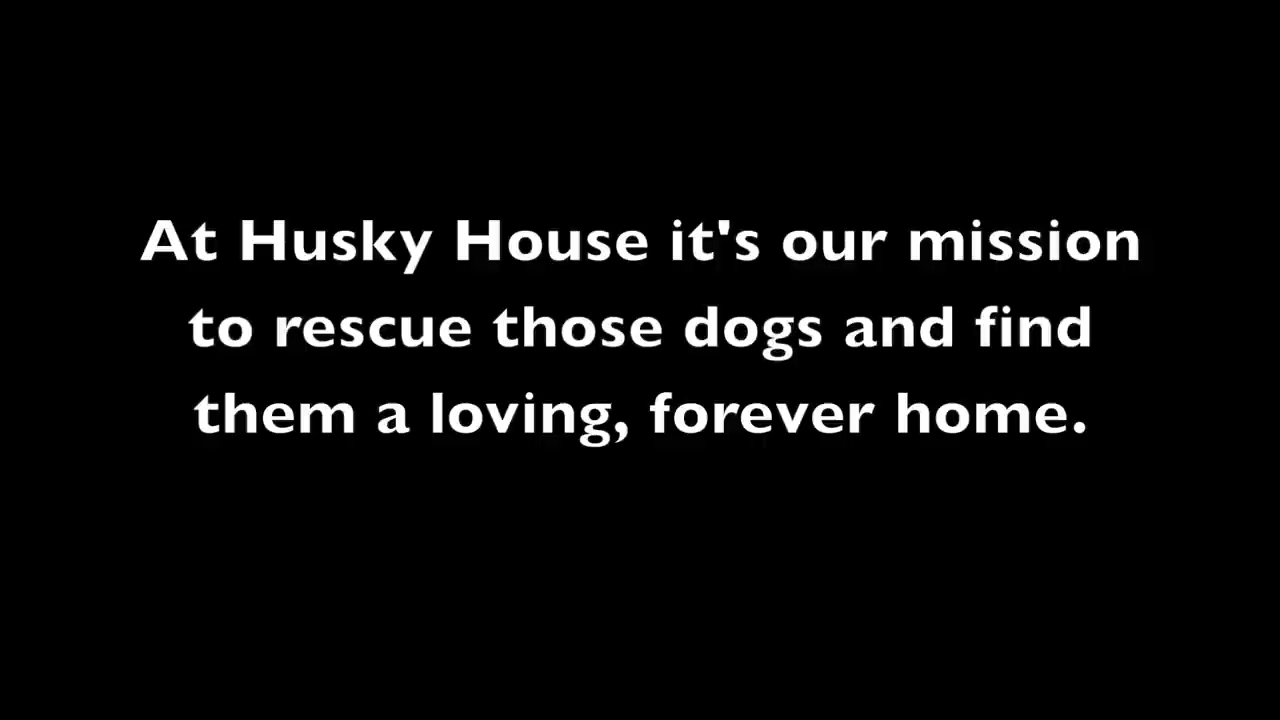 At Husky House it's our mission
to rescue those dogs and find
them a loving, forever home.